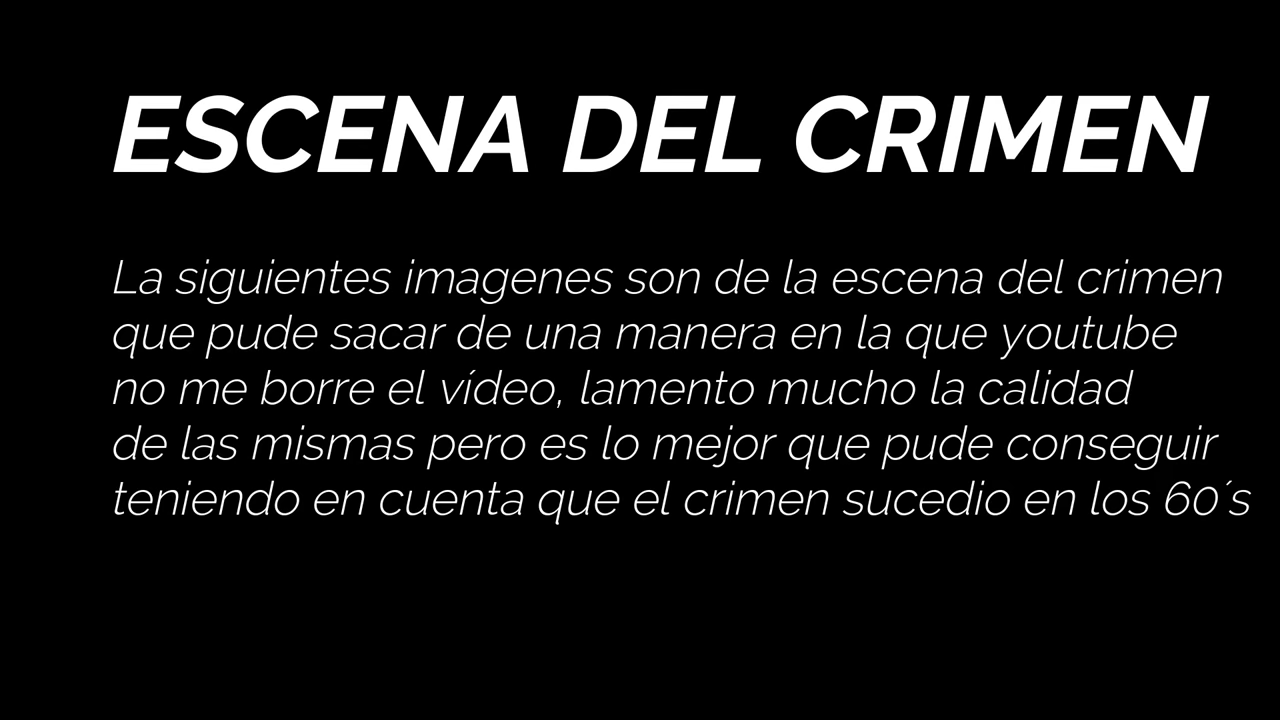 ESCENA DEL CRIMEN
La siguientes imagenes son de la escena del crimen
que pude sacar de una manera en la que youtube
no me borre el vídeo, lamento mucho la calidad
de las mismas pero es lo mejor que pude conseguir
teniendo en cuenta que el crimen sucedio en los 60´s